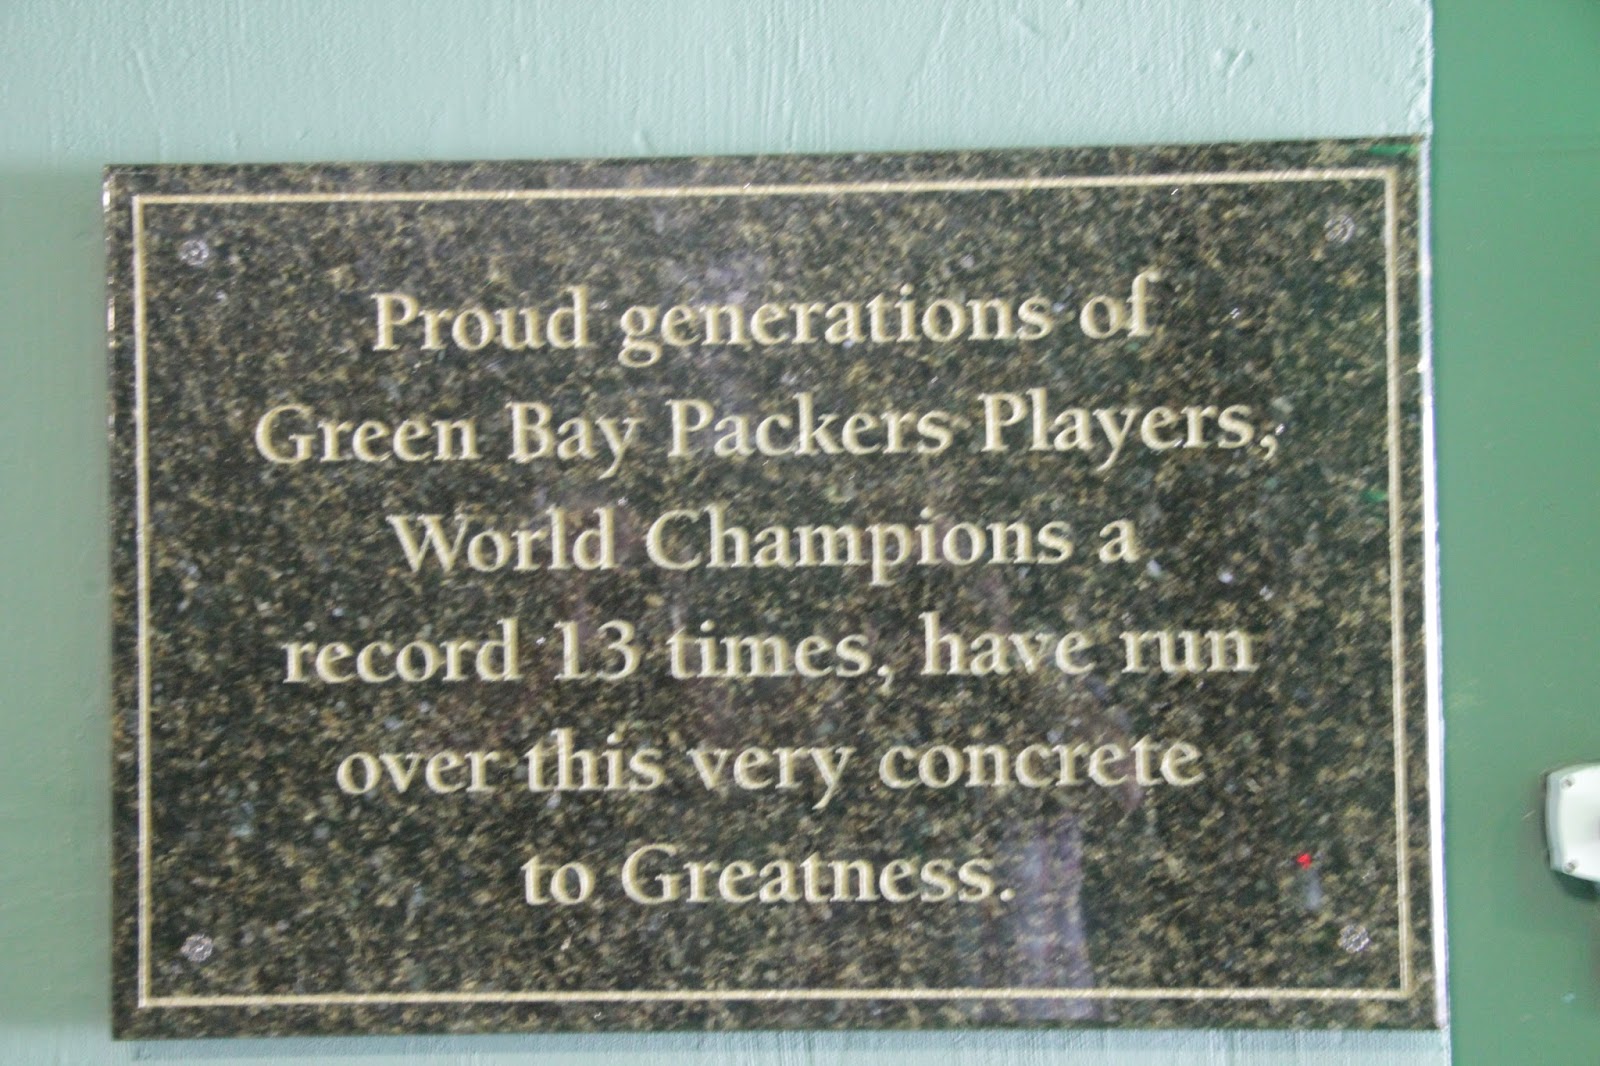 Proud generations of
Green Bay Packers Players,
World Champions a
record 13 times, have run
over this very concrete
to Greatness.